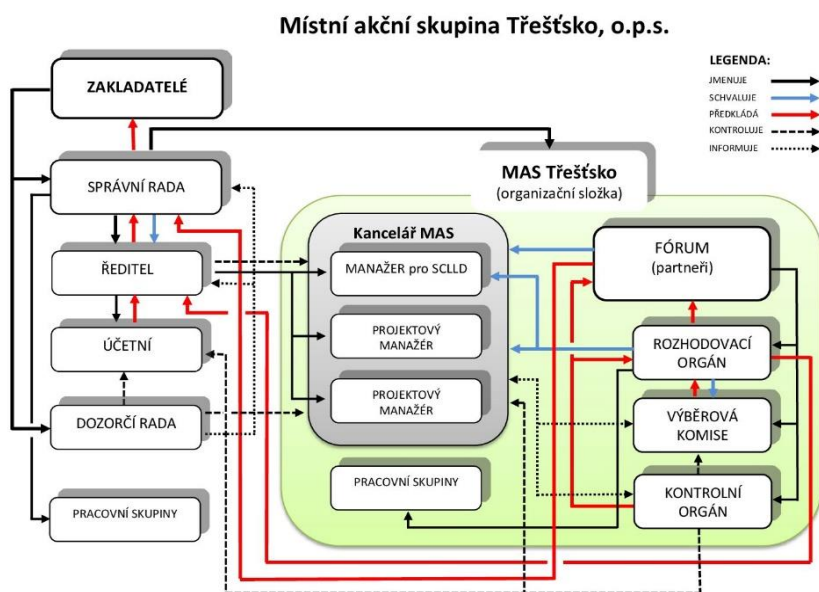 Místní akční skupina Třešťsko, o.p.s.
LEGENDA:
JMENUJE
SCHVALUJE
PŘEDKLÁDÁ
KONTROLUJE
INFORMUJE
ZAKLADATELÉ
SPRÁVNÍ RADA
ŘEDITEL
ÚČETNÍ
DOZORČÍ RADA
PRACOVNÍ SKUPINY
MAS Třešťsko
(organizační složka)
Kancelář MAS
MANAŽER pro SCLLD
PROJEKTOVÝ
MANAŽÉR
PROJEKTOVÝ
MANAŽÉR
PRACOVNÍ SKUPINY
FÓRUM
(partneři)
ROZHODOVACÍ
ORGÁN
VÝBĚROVÁ
KOMISE
KONTROLNÍ
ORGÁN